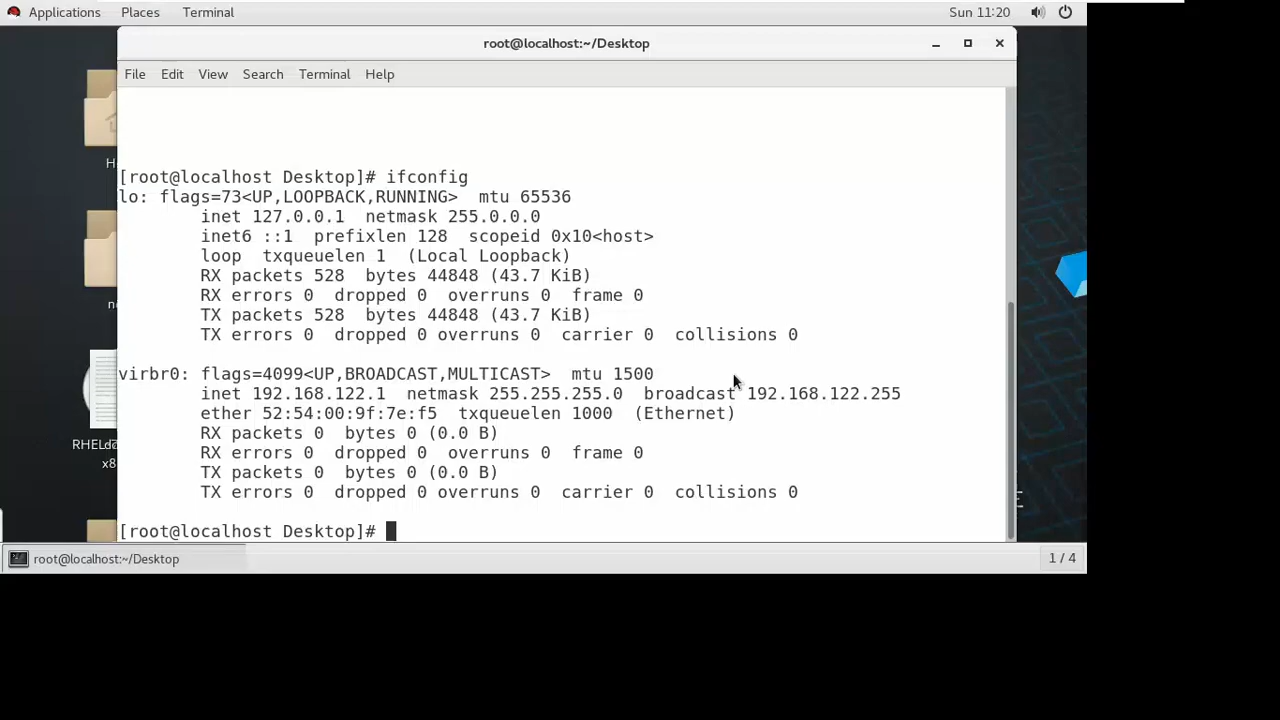 Applications Places Terminal Sun 11:20
root@localhost:~/Desktop
File Edit View Search Terminal Help
[root@localhost Desktop]# ifconfig
lo: flags=73<UP,LOOPBACK,RUNNING>  mtu 65536
        inet 127.0.0.1  netmask 255.0.0.0
        inet6 ::1  prefixlen 128  scopeid 0x10<host>
        loop  txqueuelen 1  (Local Loopback)
        RX packets 528  bytes 44848 (43.7 KiB)
        RX errors 0  dropped 0  overruns 0  frame 0
        TX packets 528  bytes 44848 (43.7 KiB)
        TX errors 0  dropped 0 overruns 0  carrier 0  collisions 0
virbr0: flags=4099<UP,BROADCAST,MULTICAST>  mtu 1500
        inet 192.168.122.1  netmask 255.255.255.0  broadcast 192.168.122.255
        ether 52:54:00:9f:7e:f5  txqueuelen 1000  (Ethernet)
        RX packets 0  bytes 0 (0.0 B)
        RX errors 0  dropped 0  overruns 0  frame 0
        TX packets 0  bytes 0 (0.0 B)
        TX errors 0  dropped 0 overruns 0  carrier 0  collisions 0
[root@localhost Desktop]#
H
RHEL
x8
root@localhost:~/Desktop 1 / 4